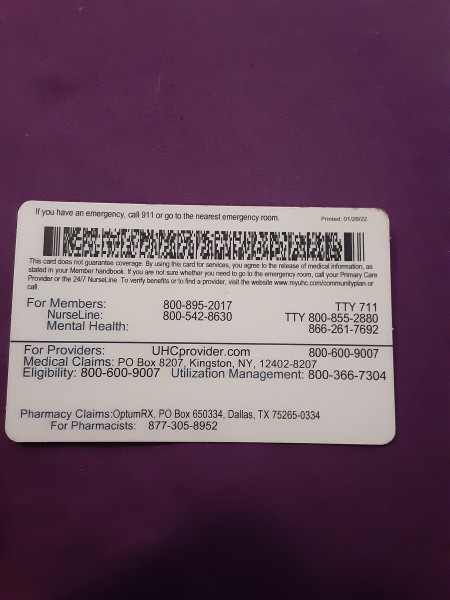 If you have an emergency, call 911 or go to the nearest emergency room. Printed: 01/26/22
This card does not guarantee coverage. By using this card for services, you agree to the release of medical information, as
stated in your Member handbook. If you are not sure whether you need to go to the emergency room, call your Primary Care
Provider or the 24/7 NurseLine. To verify benefits or to find a provider, visit the website www.myuhc.com/communityplan or
call.
For Members: 800-895-2017 TTY 711
NurseLine: 800-542-8630 TTY 800-855-2880
Mental Health: 866-261-7692
For Providers: UHCprovider.com 800-600-9007
Medical Claims: PO Box 8207, Kingston, NY, 12402-8207
Eligibility: 800-600-9007 Utilization Management: 800-366-7304
Pharmacy Claims:OptumRX, PO Box 650334, Dallas, TX 75265-0334
For Pharmacists: 877-305-8952